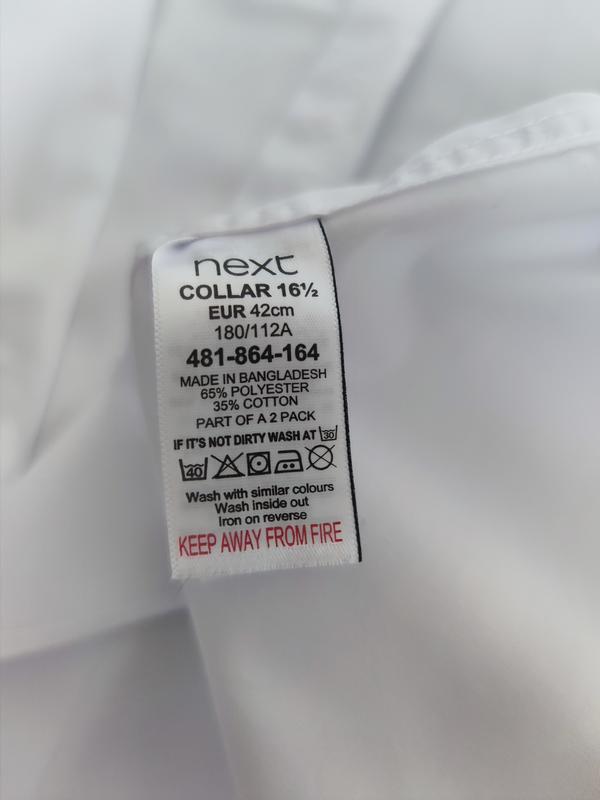 next
COLLAR 16½
EUR 42cm
180/112A
481-864-164
MADE IN BANGLADESH
65% POLYESTER
35% COTTON
PART OF A 2 PACK
IF IT'S NOT DIRTY WASH AT 30
40
Wash with similar colours
Wash inside out
Iron on reverse
KEEP AWAY FROM FIRE